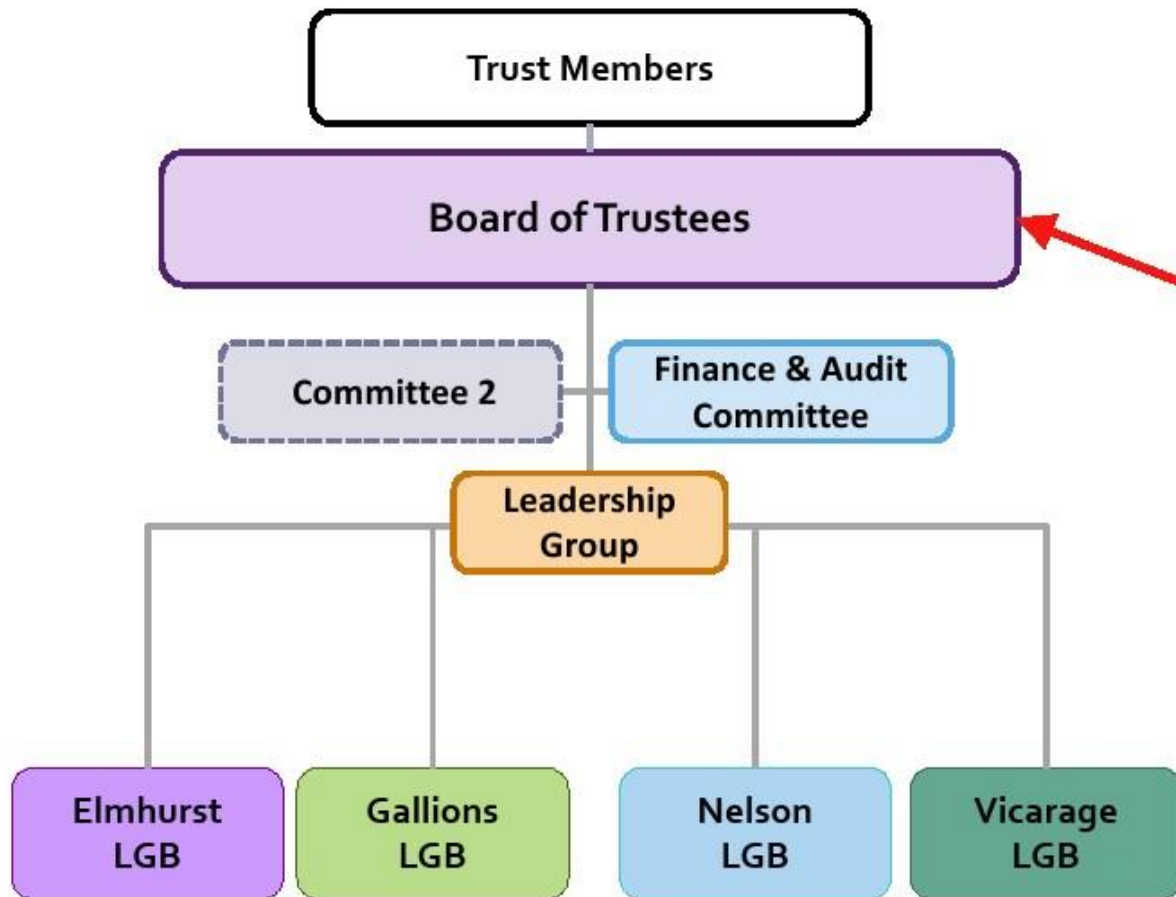 Trust Members
Board of Trustees
Committee 2
Finance & Audit
Committee
Leadership
Group
Elmhurst
LGB
Gallions
LGB
Nelson
LGB
Vicarage
LGB